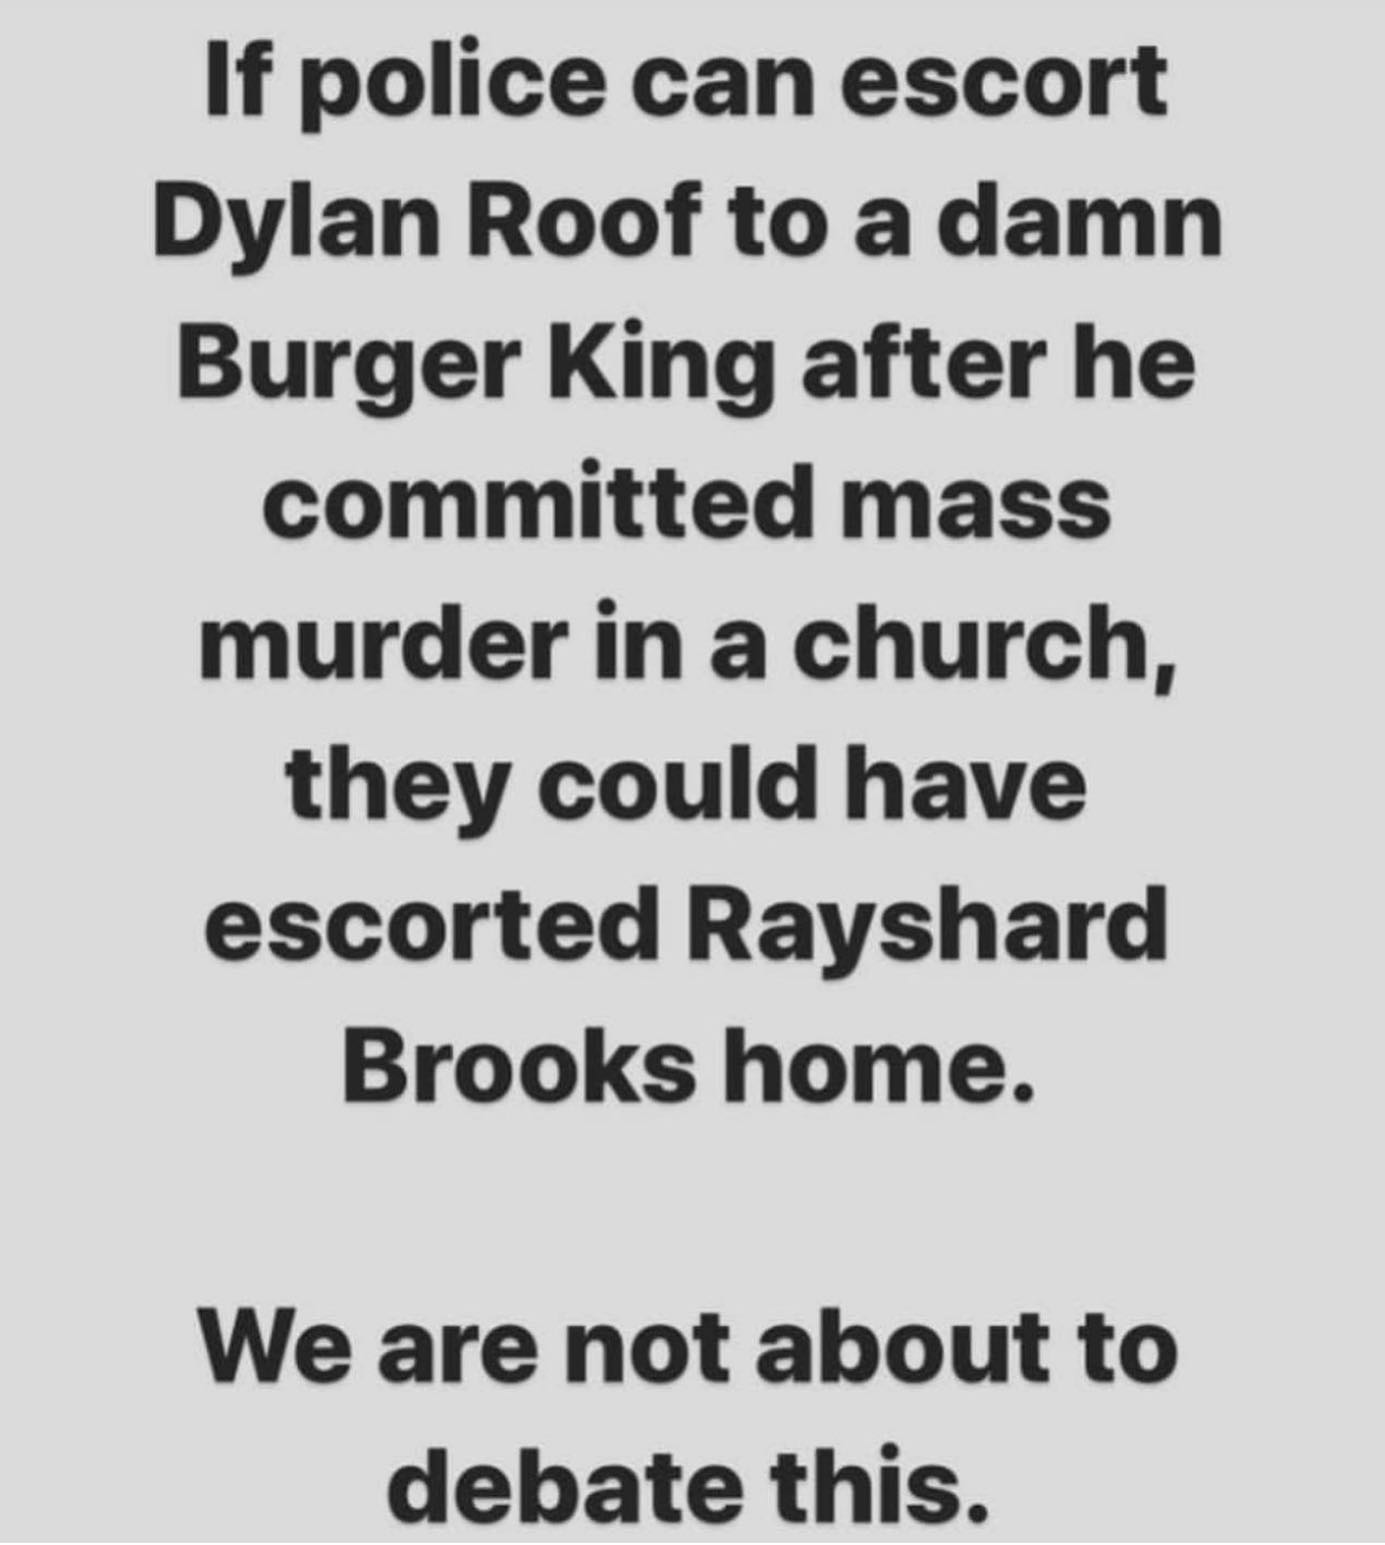 If police can escort
Dylan Roof to a damn
Burger King after he
committed mass
murder in a church,
they could have
escorted Rayshard
Brooks home.
We are not about to
debate this.